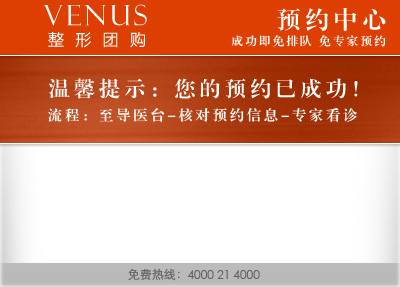 VENUS
整形团购
预约中心
成功即免排队 免专家预约
温馨提示：您的预约已成功！
流程：至导医台-核对预约信息-专家看诊
免费热线：4000 21 4000